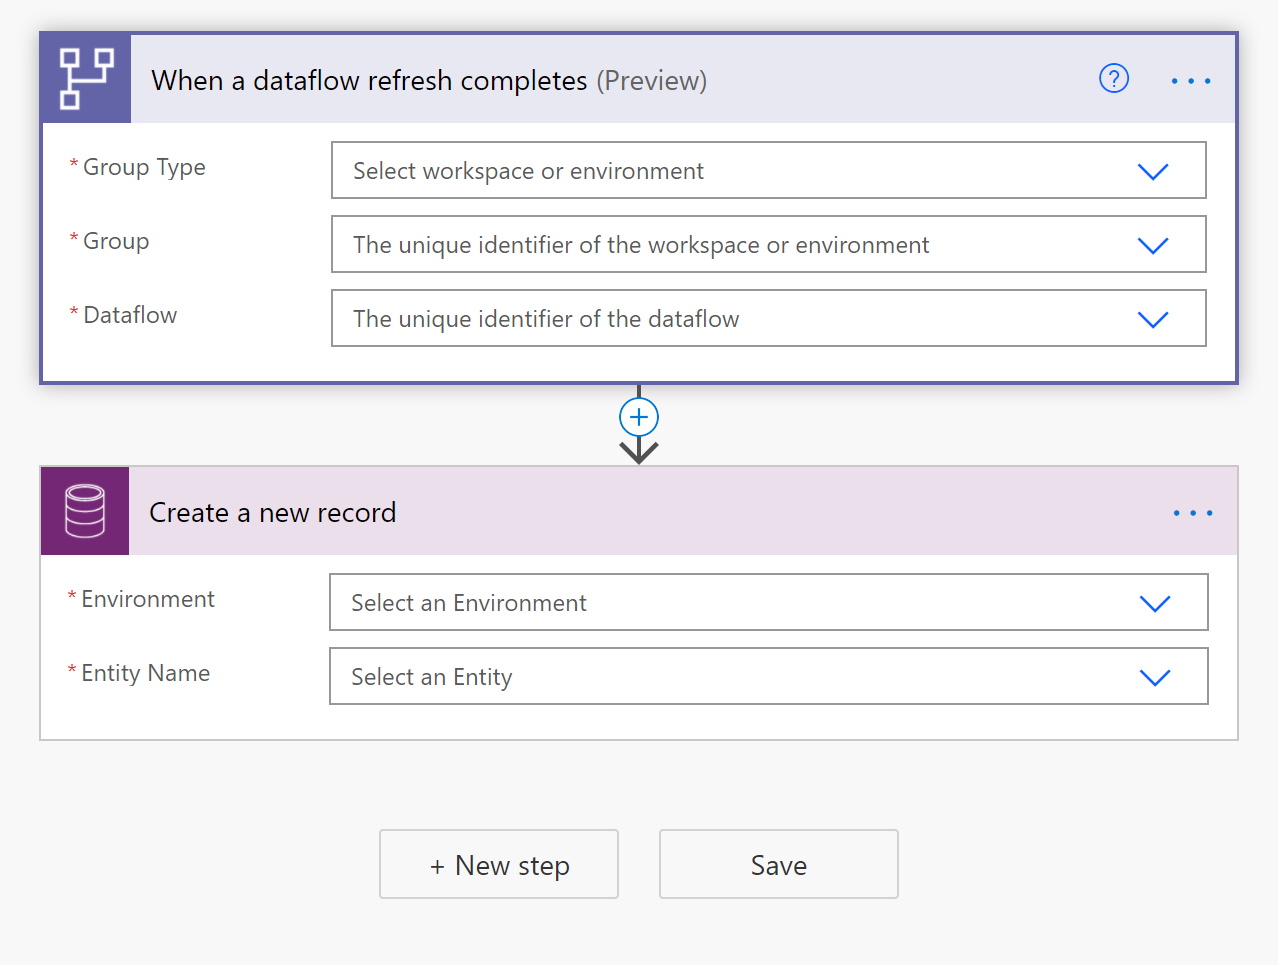 When a dataflow refresh completes (Preview) ? ...
* Group Type Select workspace or environment
* Group The unique identifier of the workspace or environment
* Dataflow The unique identifier of the dataflow
+
Create a new record ...
* Environment Select an Environment
* Entity Name Select an Entity
+ New step Save